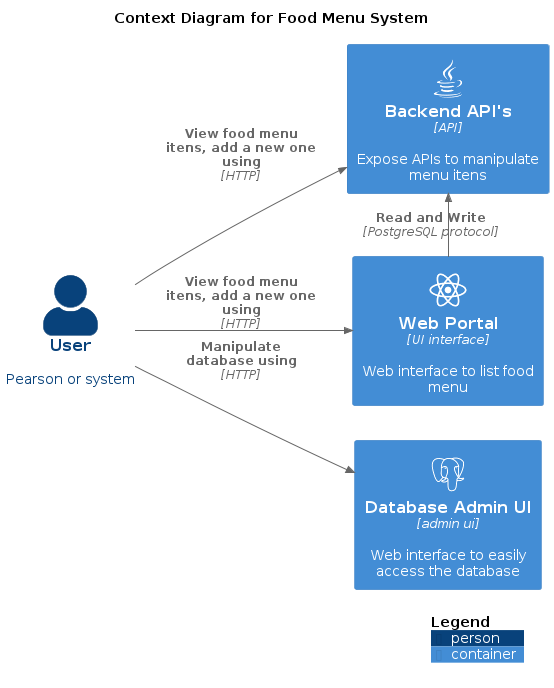 Context Diagram for Food Menu System
Backend API's
[API]
Expose APIs to manipulate
menu itens
View food menu
itens, add a new one
using
[HTTP]
Read and Write
[PostgreSQL protocol]
View food menu
itens, add a new one
using
[HTTP]
Web Portal
[UI interface]
Web interface to list food
menu
User
Pearson or system
Manipulate
database using
[HTTP]
Database Admin UI
[admin ui]
Web interface to easily
access the database
Legend
person
container